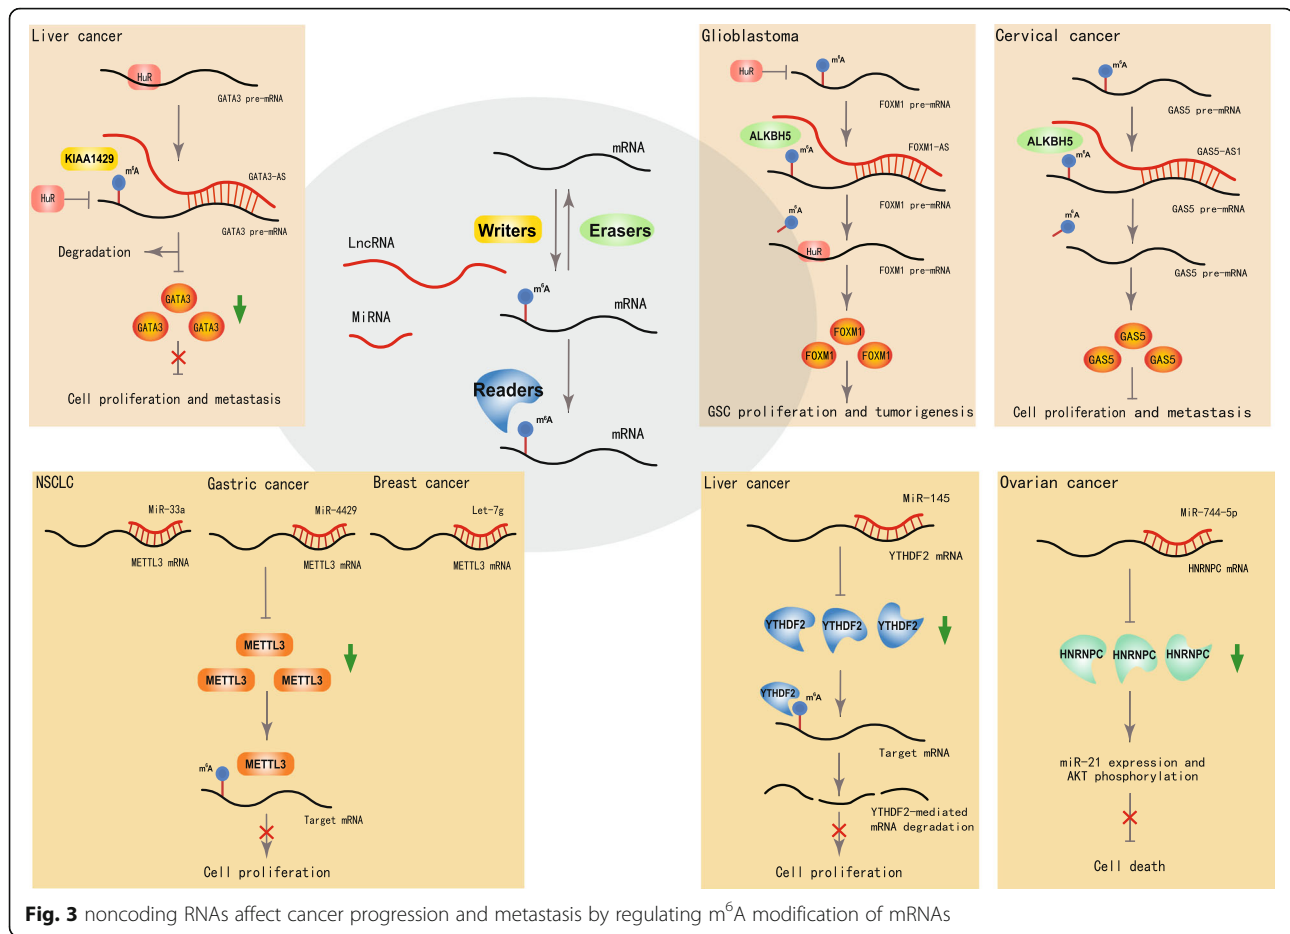 Liver cancer
HuR
GATA3 pre-mRNA
KIAA1429
m⁶A
GATA3-AS
HuR
GATA3 pre-mRNA
Degradation
GATA3
GATA3
GATA3
Cell proliferation and metastasis
mRNA
Writers
Erasers
LncRNA
m⁶A
mRNA
MiRNA
Readers
m⁶A
mRNA
Glioblastoma
HuR
m⁶A
FOXM1 pre-mRNA
ALKBH5
m⁶A
FOXM1-AS
FOXM1 pre-mRNA
m⁶A
HuR
FOXM1 pre-mRNA
FOXM1
FOXM1
FOXM1
GSC proliferation and tumorigenesis
Cervical cancer
m⁶A
GAS5 pre-mRNA
ALKBH5
m⁶A
GAS5-AS1
GAS5 pre-mRNA
m⁶A
GAS5 pre-mRNA
GAS5
GAS5
GAS5
Cell proliferation and metastasis
NSCLC
MiR-33a
METTL3 mRNA
Gastric cancer
MiR-4429
METTL3 mRNA
Breast cancer
Let-7g
METTL3 mRNA
METTL3
METTL3
METTL3
METTL3
m⁶A
Target mRNA
Cell proliferation
Liver cancer
MiR-145
YTHDF2 mRNA
YTHDF2
YTHDF2
YTHDF2
YTHDF2
m⁶A
Target mRNA
YTHDF2-mediated
mRNA degradation
Cell proliferation
Ovarian cancer
MiR-744-5p
HNRNPC mRNA
HNRNPC
HNRNPC
HNRNPC
miR-21 expression and
AKT phosphorylation
Cell death
Fig. 3 noncoding RNAs affect cancer progression and metastasis by regulating m⁶A modification of mRNAs